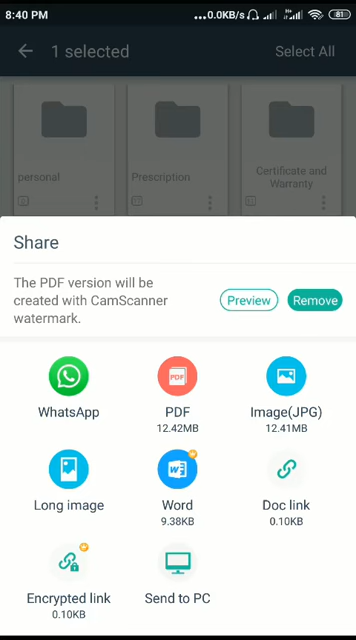 8:40 PM ...0.0KB/s 81
1 selected Select All
personal Prescription Certificate and
Warranty
Share
The PDF version will be
created with CamScanner
watermark.
Preview Remove
PDF
WhatsApp PDF Image(JPG)
12.42MB 12.41MB
W
Long image Word Doc link
9.38KB 0.10KB
Encrypted link Send to PC
0.10KB